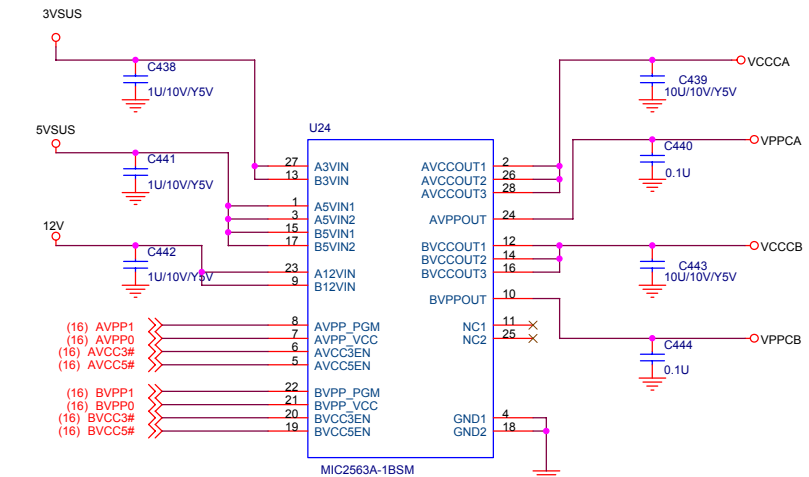 3VSUS
C438
1U/10V/Y5V
5VSUS
C441
1U/10V/Y5V
12V
C442
1U/10V/Y5V
(16) AVPP1
(16) AVPP0
(16) AVCC3#
(16) AVCC5#
(16) BVPP1
(16) BVPP0
(16) BVCC3#
(16) BVCC5#
U24
27 A3VIN
13 B3VIN
1 A5VIN1
3 A5VIN2
15 B5VIN1
17 B5VIN2
23 A12VIN
9 B12VIN
8 AVPP_PGM
7 AVPP_VCC
6 AVCC3EN
5 AVCC5EN
22 BVPP_PGM
21 BVPP_VCC
20 BVCC3EN
19 BVCC5EN
AVCCOUT1 2
AVCCOUT2 26
AVCCOUT3 28
AVPPOUT 24
BVCCOUT1 12
BVCCOUT2 14
BVCCOUT3 16
BVPPOUT 10
NC1 11
NC2 25
GND1 4
GND2 18
MIC2563A-1BSM
VCCCA
C439
10U/10V/Y5V
VPPCA
C440
0.1U
VCCCB
C443
10U/10V/Y5V
VPPCB
C444
0.1U